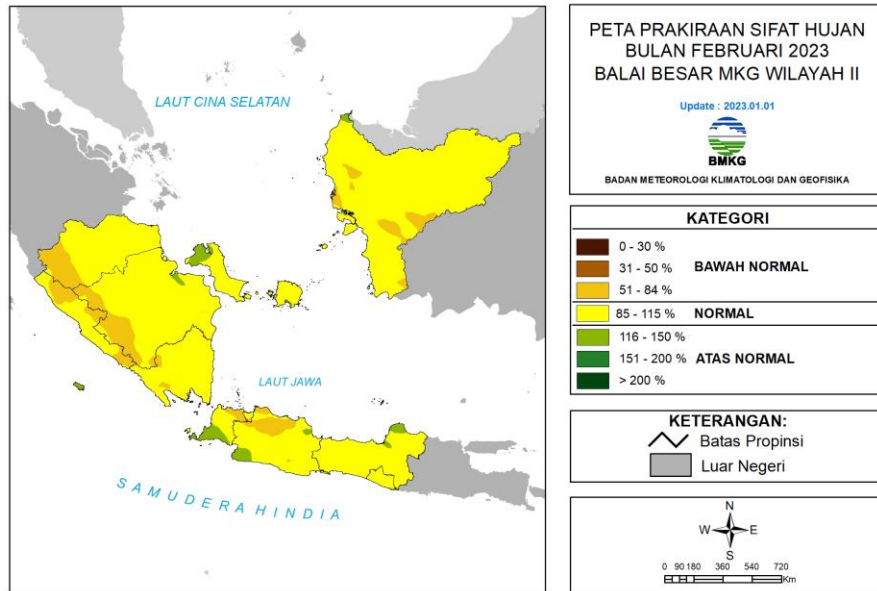 LAUT CINA SELATAN
LAUT JAWA
SAMUDERA HINDIA
PETA PRAKIRAAN SIFAT HUJAN
BULAN FEBRUARI 2023
BALAI BESAR MKG WILAYAH II
Update : 2023.01.01
BMKG
BADAN METEOROLOGI KLIMATOLOGI DAN GEOFISIKA
KATEGORI
0 - 30 %
31 - 50 % BAWAH NORMAL
51 - 84 %
85 - 115 % NORMAL
116 - 150 %
151 - 200 % ATAS NORMAL
> 200 %
KETERANGAN:
Batas Propinsi
Luar Negeri
N
W E
S
0 90 180 360 540 720
Km